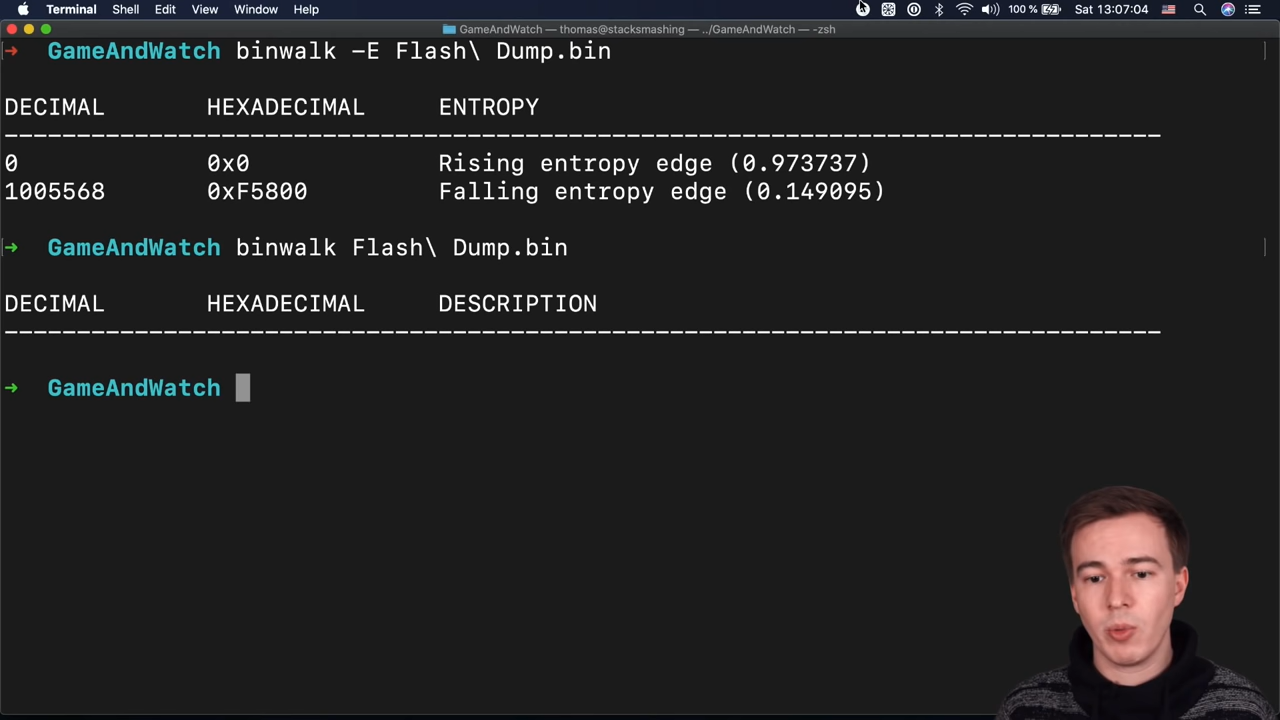 Terminal Shell Edit View Window Help 100 % Sat 13:07:04
GameAndWatch — thomas@stacksmashing — ../GameAndWatch — -zsh
➜ GameAndWatch binwalk -E Flash\ Dump.bin
DECIMAL HEXADECIMAL ENTROPY
--------------------------------------------------------------------------------
0 0x0 Rising entropy edge (0.973737)
1005568 0xF5800 Falling entropy edge (0.149095)
➜ GameAndWatch binwalk Flash\ Dump.bin
DECIMAL HEXADECIMAL DESCRIPTION
--------------------------------------------------------------------------------
➜ GameAndWatch